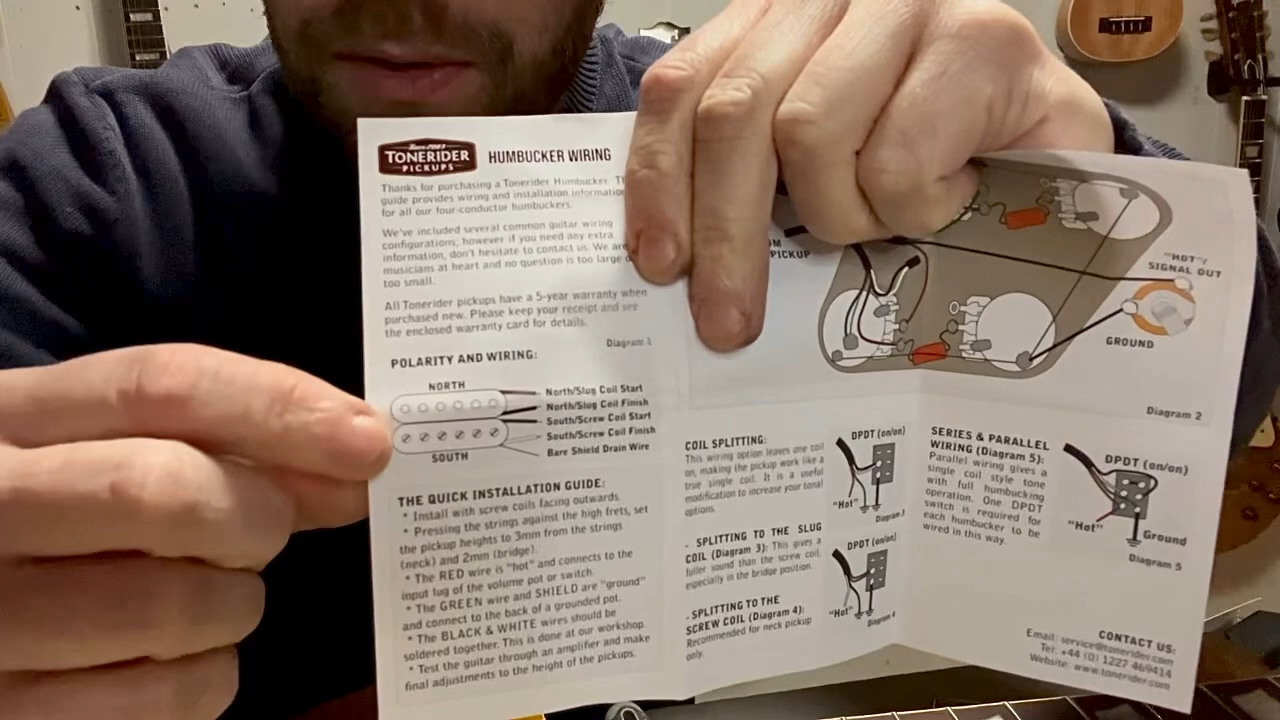 Since 2003
TONERIDER
PICKUPS
HUMBUCKER WIRING
Thanks for purchasing a Tonerider Humbucker.
guide provides wiring and installation information
for all our four-conductor humbuckers.
We've included several common guitar wiring
configurations; however if you need any extra
information, don't hesitate to contact us. We are
musicians at heart and no question is too large
too small.
All Tonerider pickups have a 5-year warranty when
purchased new. Please keep your receipt and see
the enclosed warranty card for details.
Diagram 1
POLARITY AND WIRING:
NORTH
North/Slug Coil Start
North/Slug Coil Finish
South/Screw Coil Start
South/Screw Coil Finish
Bare Shield Drain Wire
SOUTH
THE QUICK INSTALLATION GUIDE:
* Install with screw coils facing outwards.
* Pressing the strings against the high frets, set
the pickup heights to 3mm from the strings
(neck) and 2mm (bridge).
* The RED wire is "hot" and connects to the
input lug of the volume pot or switch.
* The GREEN wire and SHIELD are "ground"
and connect to the back of a grounded pot.
* The BLACK & WHITE wires should be
soldered together. This is done at our workshop.
* Test the guitar through an amplifier and make
final adjustments to the height of the pickups.
PICKUP
"HOT"/
SIGNAL OUT
GROUND
Diagram 2
COIL SPLITTING:
This wiring option leaves one coil
on, making the pickup work like a
true single coil. It is a useful
modification to increase your tonal
options.
DPDT (on/on)
"Hot"
Diagram 3
- SPLITTING TO THE SLUG
COIL (Diagram 3): This gives a
fuller sound than the screw coil,
especially in the bridge position.
DPDT (on/on)
"Hot"
Diagram 4
- SPLITTING TO THE
SCREW COIL (Diagram 4):
Recommended for neck pickup
only.
SERIES & PARALLEL
WIRING (Diagram 5):
Parallel wiring gives a
single coil style tone
with full humbucking
operation. One DPDT
switch is required for
each humbucker to be
wired in this way.
DPDT (on/on)
"Hot"
Ground
Diagram 5
CONTACT US:
Email: service@tonerider.com
Tel: +44 (0) 1227 469414
Website: www.tonerider.com